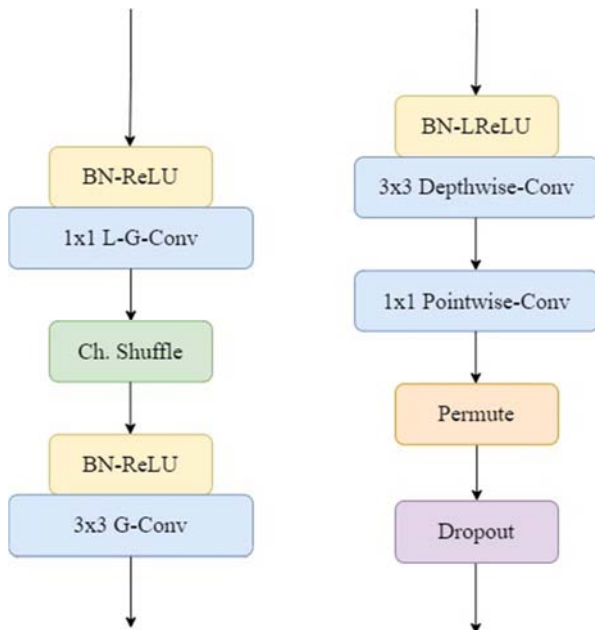 BN-ReLU
1x1 L-G-Conv
Ch. Shuffle
BN-ReLU
3x3 G-Conv
BN-LReLU
3x3 Depthwise-Conv
1x1 Pointwise-Conv
Permute
Dropout